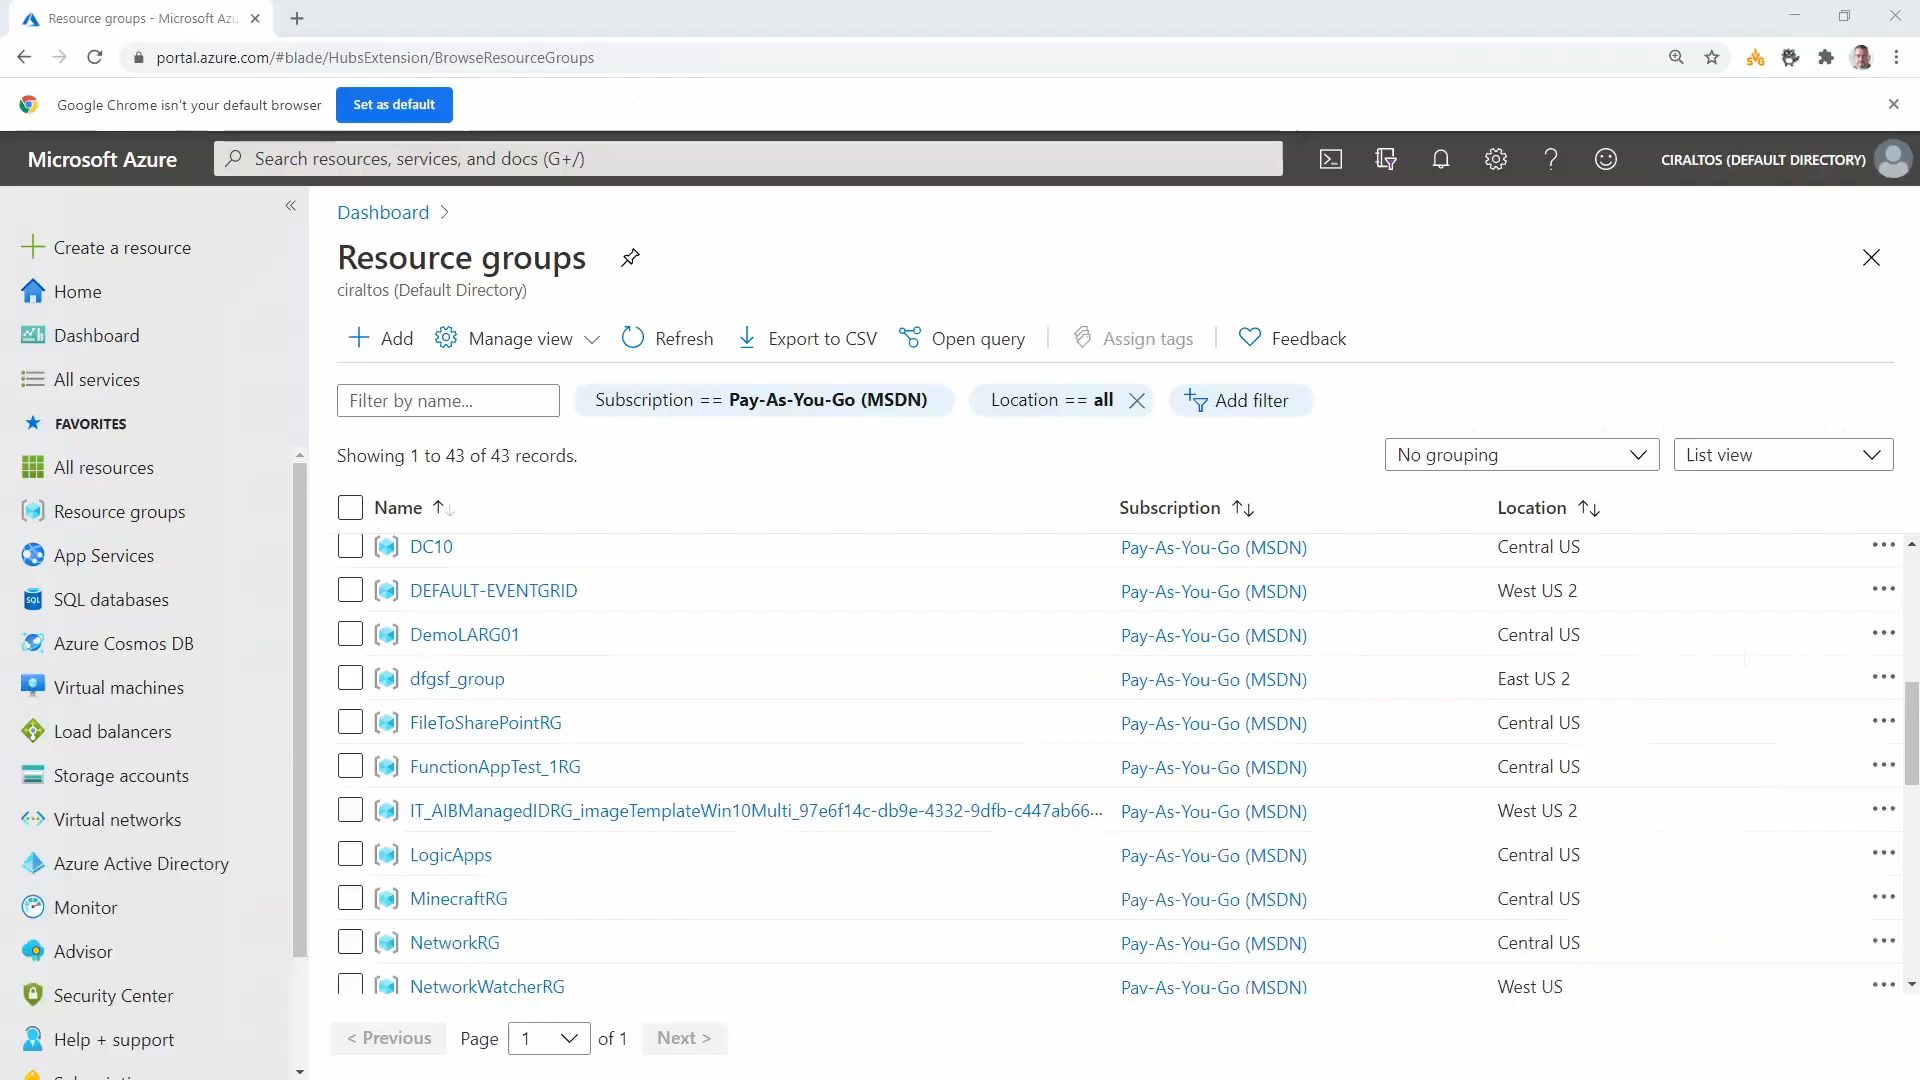 Resource groups - Microsoft Azu
portal.azure.com/#blade/HubsExtension/BrowseResourceGroups
Google Chrome isn't your default browser
Set as default
Microsoft Azure
Search resources, services, and docs (G+/)
CIRALTOS (DEFAULT DIRECTORY)
Create a resource
Home
Dashboard
All services
FAVORITES
All resources
Resource groups
App Services
SQL databases
Azure Cosmos DB
Virtual machines
Load balancers
Storage accounts
Virtual networks
Azure Active Directory
Monitor
Advisor
Security Center
Help + support
Dashboard >
Resource groups
ciraltos (Default Directory)
Add Manage view Refresh Export to CSV Open query Assign tags Feedback
Filter by name... Subscription == Pay-As-You-Go (MSDN) Location == all Add filter
Showing 1 to 43 of 43 records. No grouping List view
Name Subscription Location
DC10 Pay-As-You-Go (MSDN) Central US
DEFAULT-EVENTGRID Pay-As-You-Go (MSDN) West US 2
DemoLARG01 Pay-As-You-Go (MSDN) Central US
dfgsf_group Pay-As-You-Go (MSDN) East US 2
FileToSharePointRG Pay-As-You-Go (MSDN) Central US
FunctionAppTest_1RG Pay-As-You-Go (MSDN) Central US
IT_AIBManagedIDRG_imageTemplateWin10Multi_97e6f14c-db9e-4332-9dfb-c447ab66... Pay-As-You-Go (MSDN) West US 2
LogicApps Pay-As-You-Go (MSDN) Central US
MinecraftRG Pay-As-You-Go (MSDN) Central US
NetworkRG Pay-As-You-Go (MSDN) Central US
NetworkWatcherRG Pay-As-You-Go (MSDN) West US
< Previous Page 1 of 1 Next >